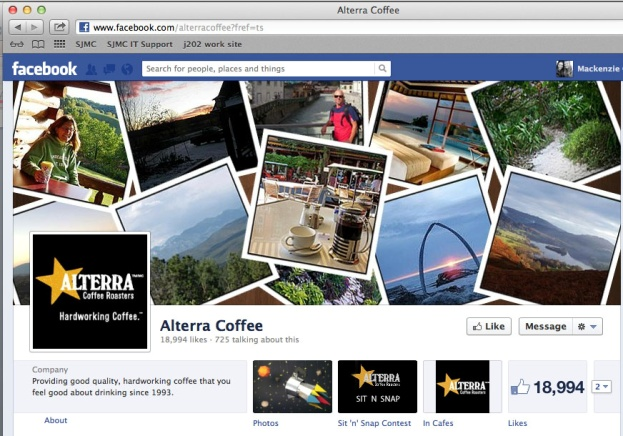 Alterra Coffee
www.facebook.com/alterracoffee?fref=ts
SJMC SJMC IT Support j202 work site
facebook Search for people, places and things Mackenzie
ALTERRA
Coffee Roasters
Hardworking Coffee.™
Alterra Coffee
18,994 likes · 725 talking about this
Like Message
Company
Providing good quality, hardworking coffee that you
feel good about drinking since 1993.
About
ALTERRA
Coffee Roasters
SIT N SNAP
ALTERRA
Coffee Roasters
18,994 2
Photos Sit 'n' Snap Contest In Cafes Likes